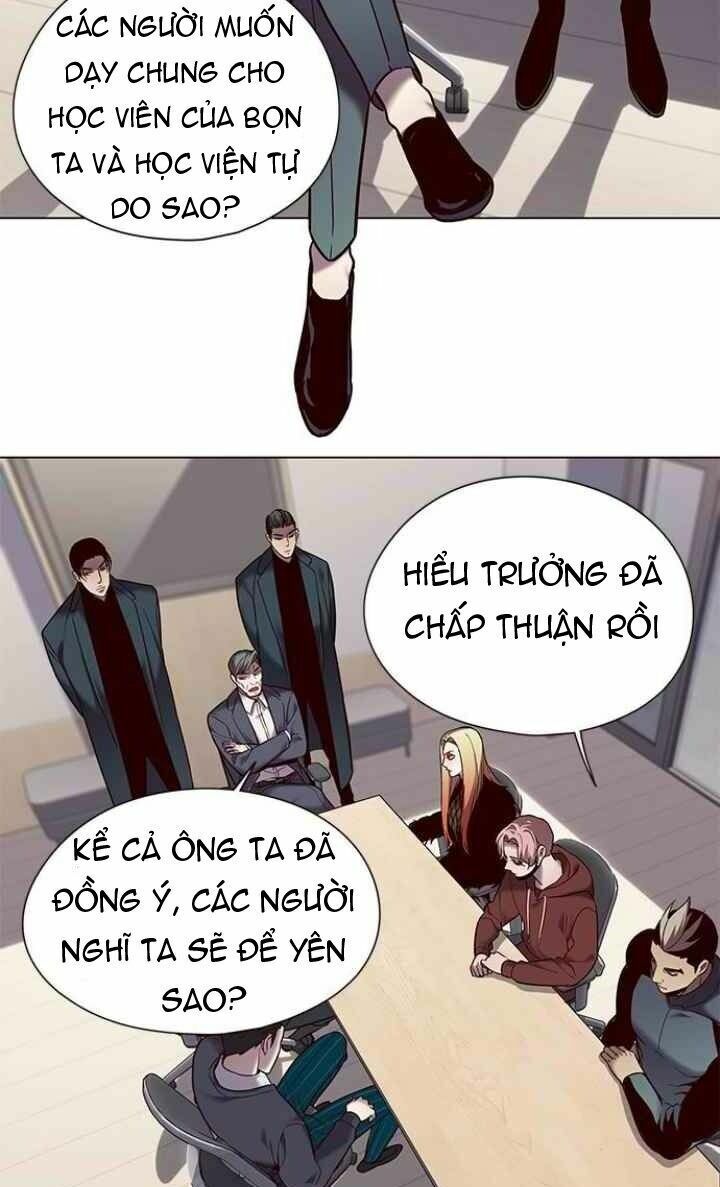 CÁC NGƯỜI MUỐN
DẠY CHUNG CHO
HỌC VIÊN CỦA BỌN
TA VÀ HỌC VIỆN TỰ
DO SAO?
HIỂU TRƯỞNG ĐÃ
CHẤP THUẬN RỒI
KỂ CẢ ÔNG TA ĐÃ
ĐỒNG Ý, CÁC NGƯỜI
NGHĨ TA SẼ ĐỂ YÊN
SAO?